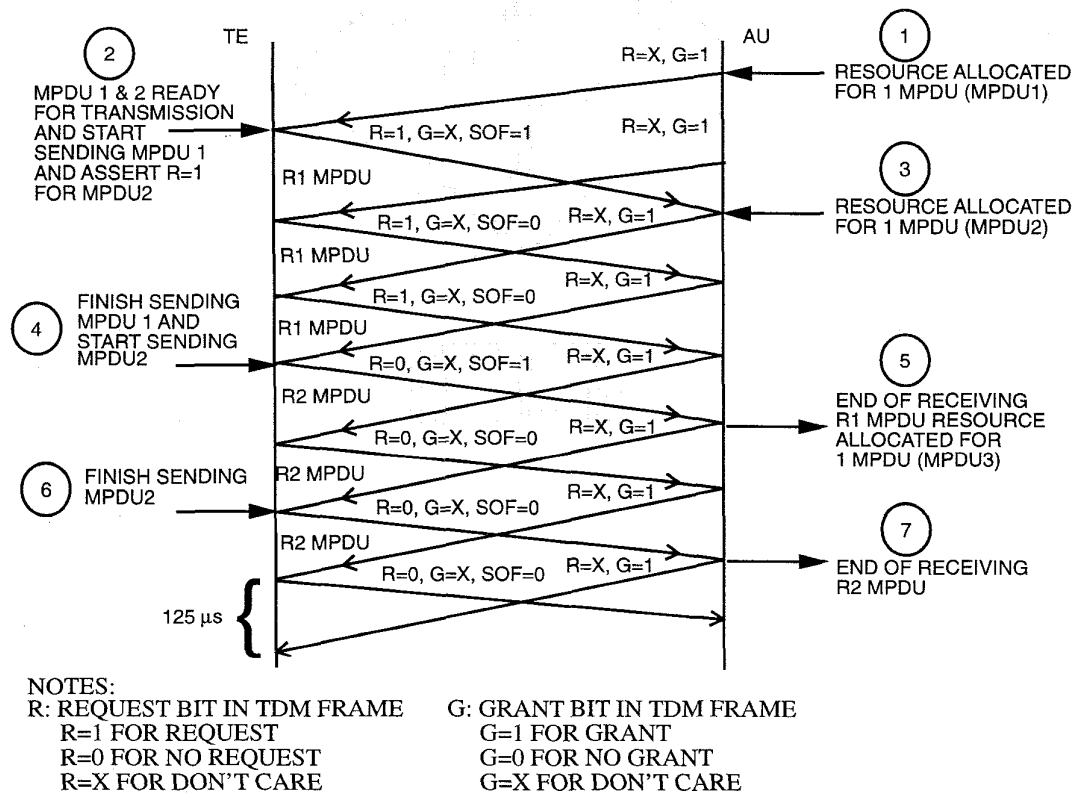 TE
AU
2
MPDU 1 & 2 READY
FOR TRANSMISSION
AND START
SENDING MPDU 1
AND ASSERT R=1
FOR MPDU2
R=X, G=1
1
RESOURCE ALLOCATED
FOR 1 MPDU (MPDU1)
R=1, G=X, SOF=1
R=X, G=1
R1 MPDU
3
RESOURCE ALLOCATED
FOR 1 MPDU (MPDU2)
R=1, G=X, SOF=0
R=X, G=1
R1 MPDU
R=1, G=X, SOF=0
R=X, G=1
4
FINISH SENDING
MPDU 1 AND
START SENDING
MPDU2
R1 MPDU
R=0, G=X, SOF=1
R=X, G=1
5
END OF RECEIVING
R1 MPDU RESOURCE
ALLOCATED FOR
1 MPDU (MPDU3)
R2 MPDU
R=0, G=X, SOF=0
R=X, G=1
6
FINISH SENDING
MPDU2
R2 MPDU
R=0, G=X, SOF=0
R=X, G=1
7
END OF RECEIVING
R2 MPDU
R2 MPDU
R=0, G=X, SOF=0
R=X, G=1
125 µs
NOTES:
R: REQUEST BIT IN TDM FRAME
R=1 FOR REQUEST
R=0 FOR NO REQUEST
R=X FOR DON'T CARE
G: GRANT BIT IN TDM FRAME
G=1 FOR GRANT
G=0 FOR NO GRANT
G=X FOR DON'T CARE